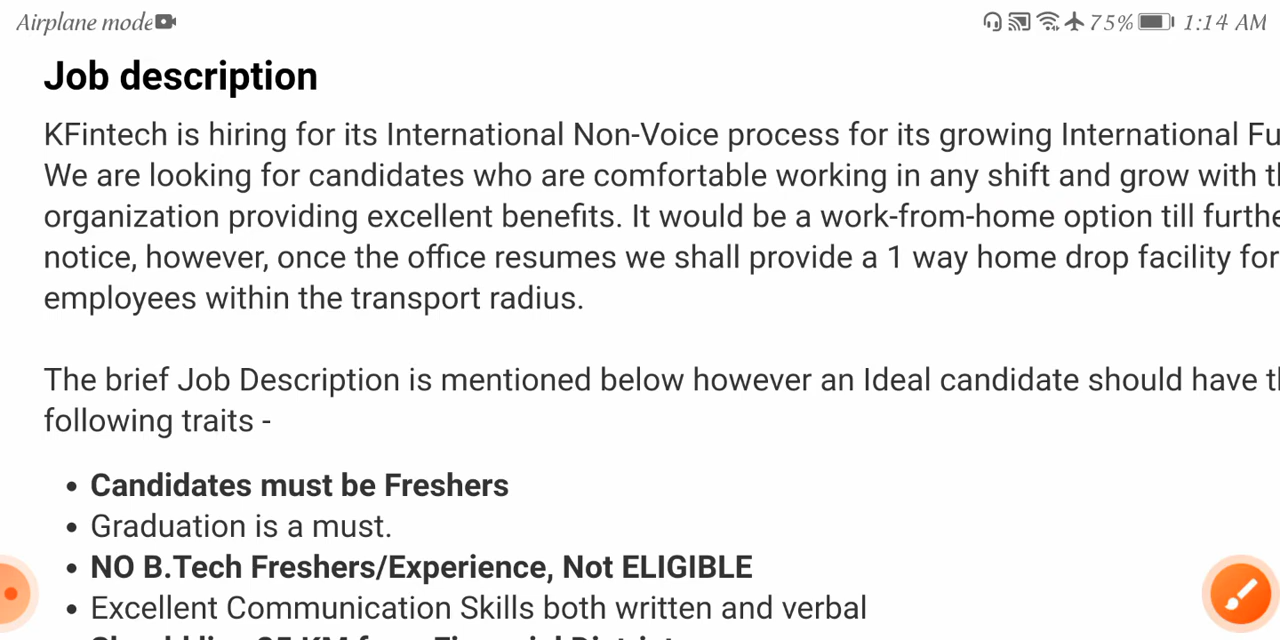 Airplane mode 75% 1:14 AM
Job description
KFintech is hiring for its International Non-Voice process for its growing International Fu
We are looking for candidates who are comfortable working in any shift and grow with th
organization providing excellent benefits. It would be a work-from-home option till furthe
notice, however, once the office resumes we shall provide a 1 way home drop facility for
employees within the transport radius.
The brief Job Description is mentioned below however an Ideal candidate should have th
following traits -
• Candidates must be Freshers
• Graduation is a must.
• NO B.Tech Freshers/Experience, Not ELIGIBLE
• Excellent Communication Skills both written and verbal